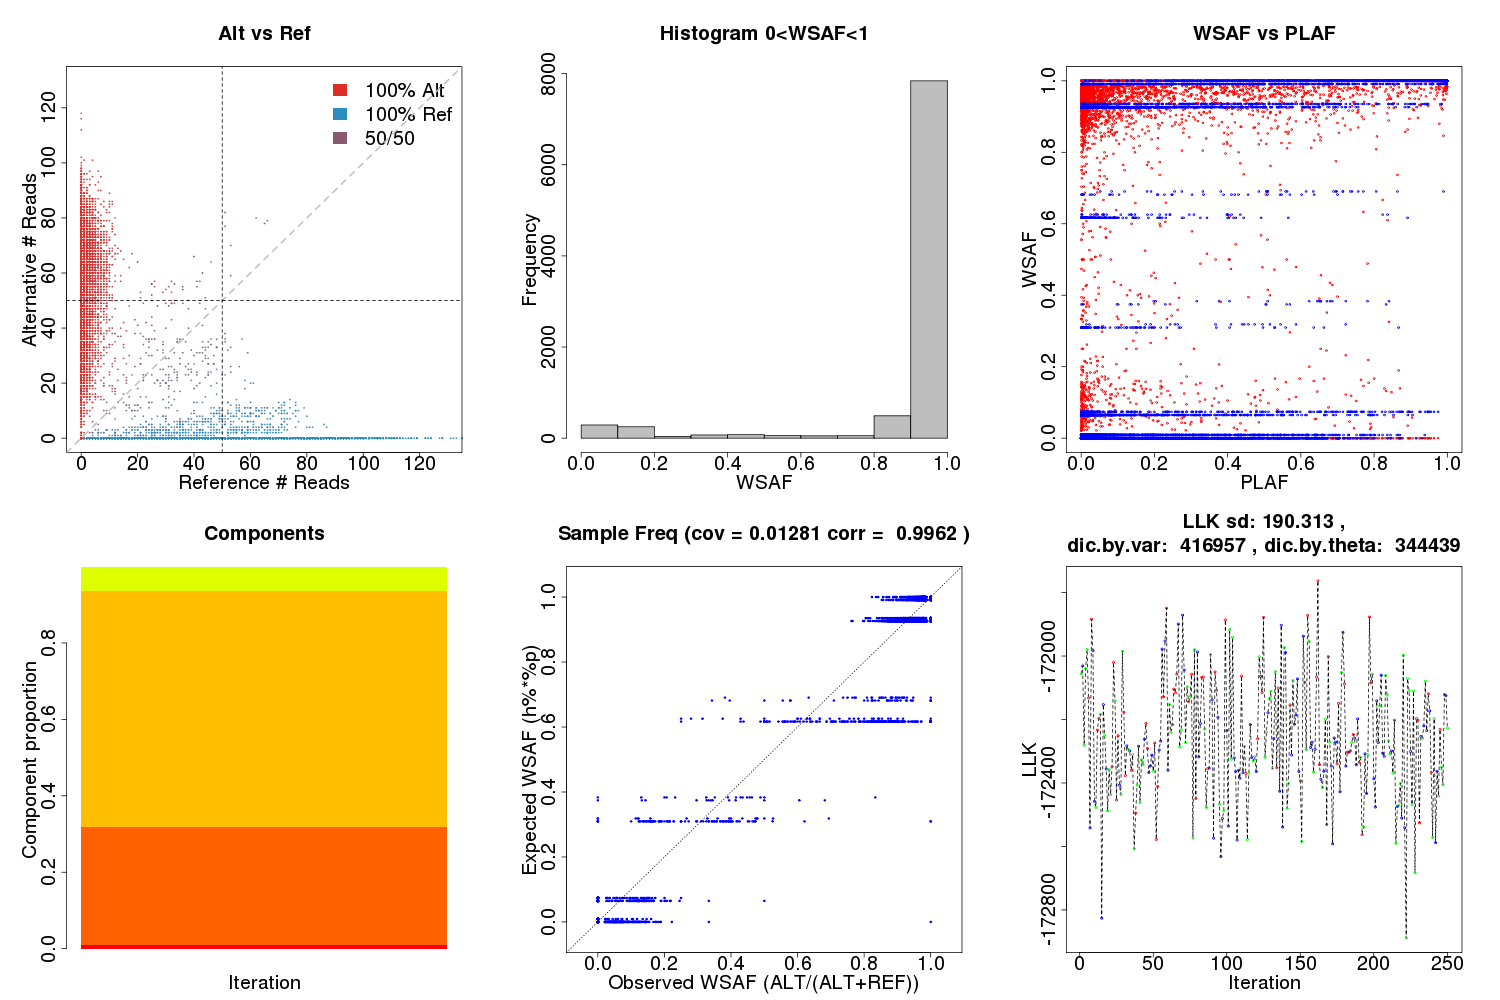 Alt vs Ref
120
100
80
60
40
20
0
Alternative # Reads
100% Alt
100% Ref
50/50
0 20 40 60 80 100 120
Reference # Reads
Histogram 0<WSAF<1
8000
6000
4000
2000
0
Frequency
0.0 0.2 0.4 0.6 0.8 1.0
WSAF
WSAF vs PLAF
1.0
0.8
0.6
0.4
0.2
0.0
WSAF
0.0 0.2 0.4 0.6 0.8 1.0
PLAF
Components
0.8
0.6
0.4
0.2
0.0
Component proportion
Iteration
Sample Freq (cov = 0.01281 corr = 0.9962 )
1.0
0.8
0.6
0.4
0.2
0.0
Expected WSAF (h%*%p)
0.0 0.2 0.4 0.6 0.8 1.0
Observed WSAF (ALT/(ALT+REF))
LLK sd: 190.313 ,
dic.by.var: 416957 , dic.by.theta: 344439
-172000
-172400
-172800
LLK
0 50 100 150 200 250
Iteration